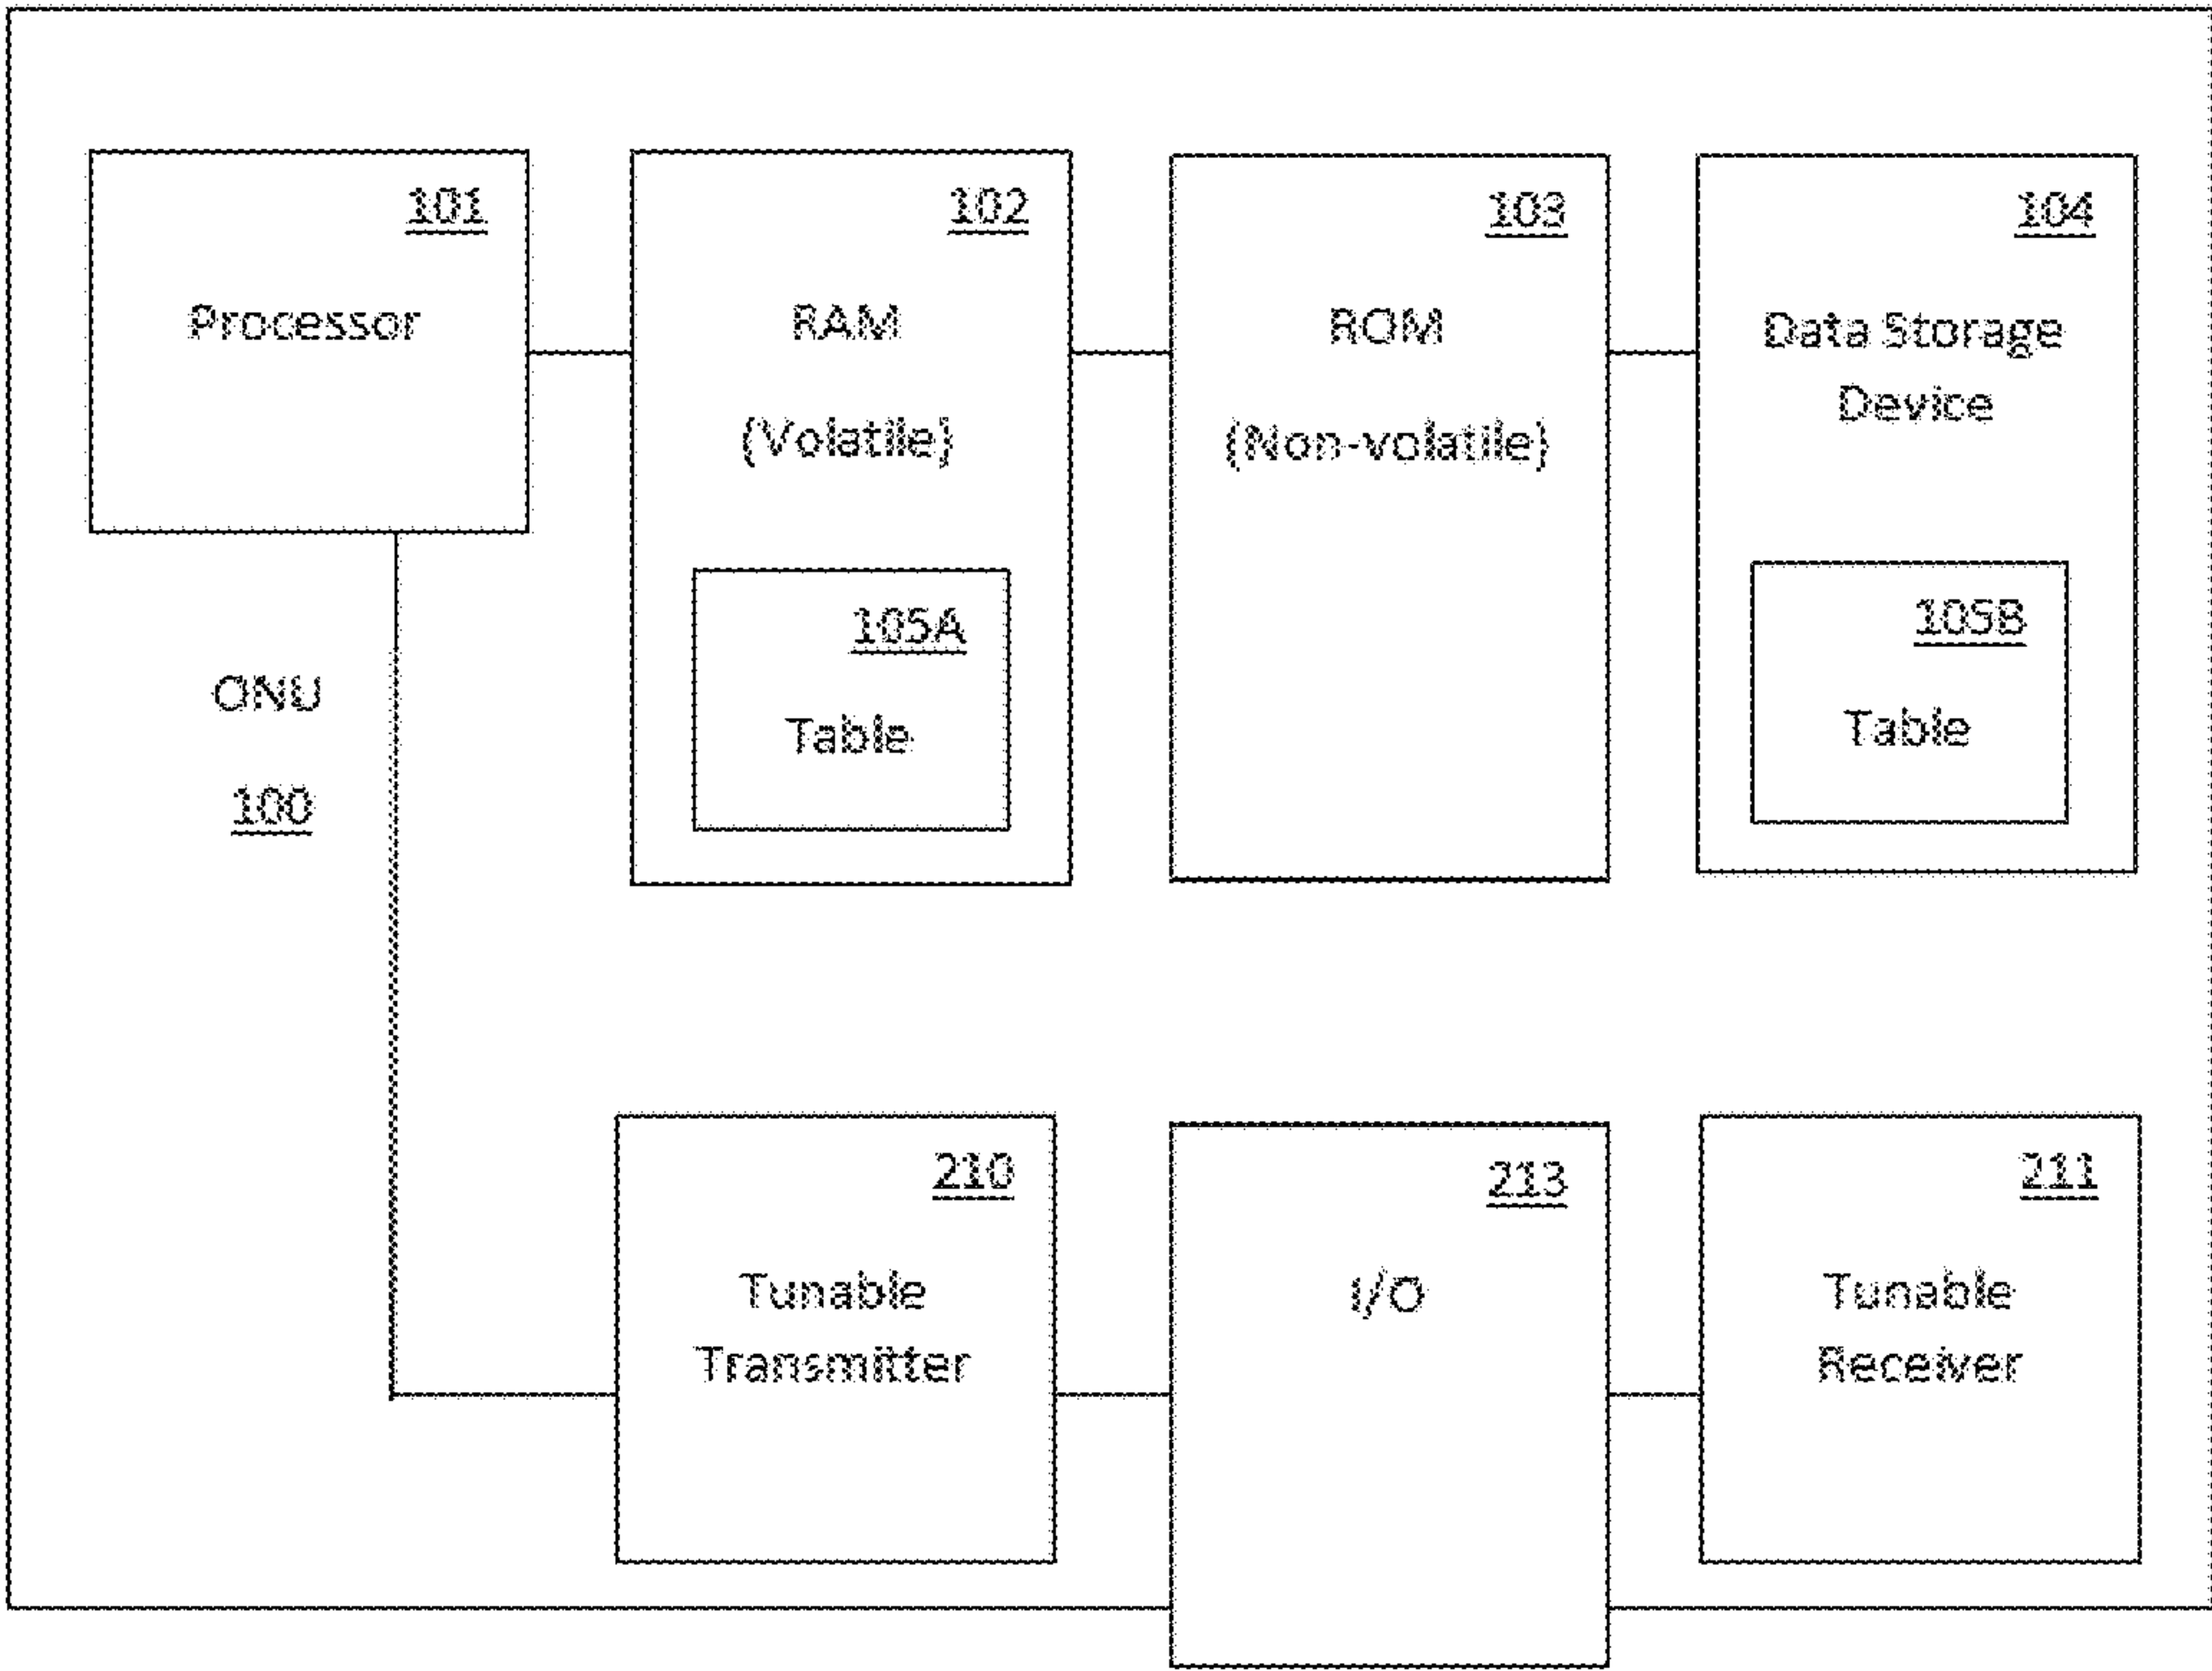 101
Processor
102
RAM
(Volatile)
105A
Table
103
ROM
(Non-volatile)
104
Data Storage
Device
105B
Table
ONU
100
210
Tunable
Transmitter
213
I/O
211
Tunable
Receiver